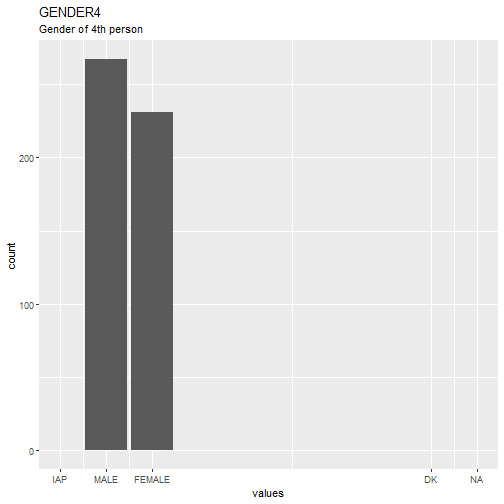 GENDER4
Gender of 4th person
count
200
100
0
IAP MALE FEMALE DK NA
values